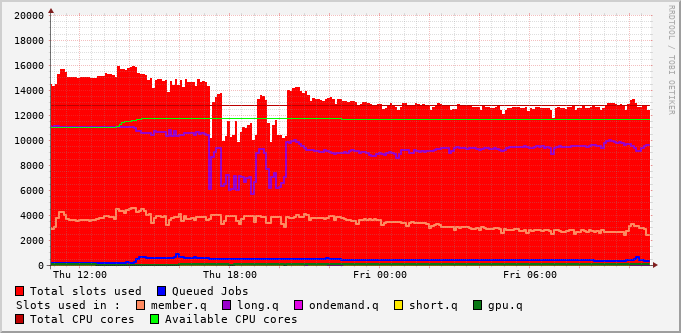 20000
18000
16000
14000
12000
10000
8000
6000
4000
2000
0
Thu 12:00 Thu 18:00 Fri 00:00 Fri 06:00
RRDTOOL / TOBI OETIKER
Total slots used Queued Jobs
Slots used in : member.q long.q ondemand.q short.q gpu.q
Total CPU cores Available CPU cores